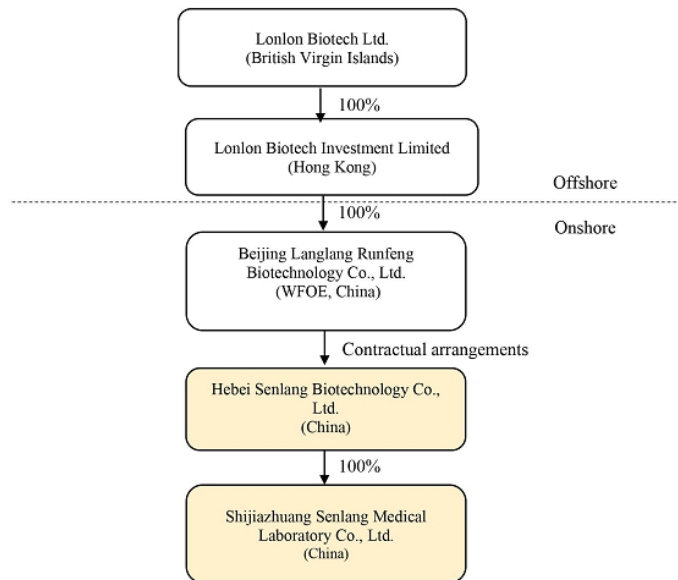 Lonlon Biotech Ltd.
(British Virgin Islands)
100%
Lonlon Biotech Investment Limited
(Hong Kong)
Offshore
100%
Onshore
Beijing Langlang Runfeng
Biotechnology Co., Ltd.
(WFOE, China)
Contractual arrangements
Hebei Senlang Biotechnology Co.,
Ltd.
(China)
100%
Shijiazhuang Senlang Medical
Laboratory Co., Ltd.
(China)